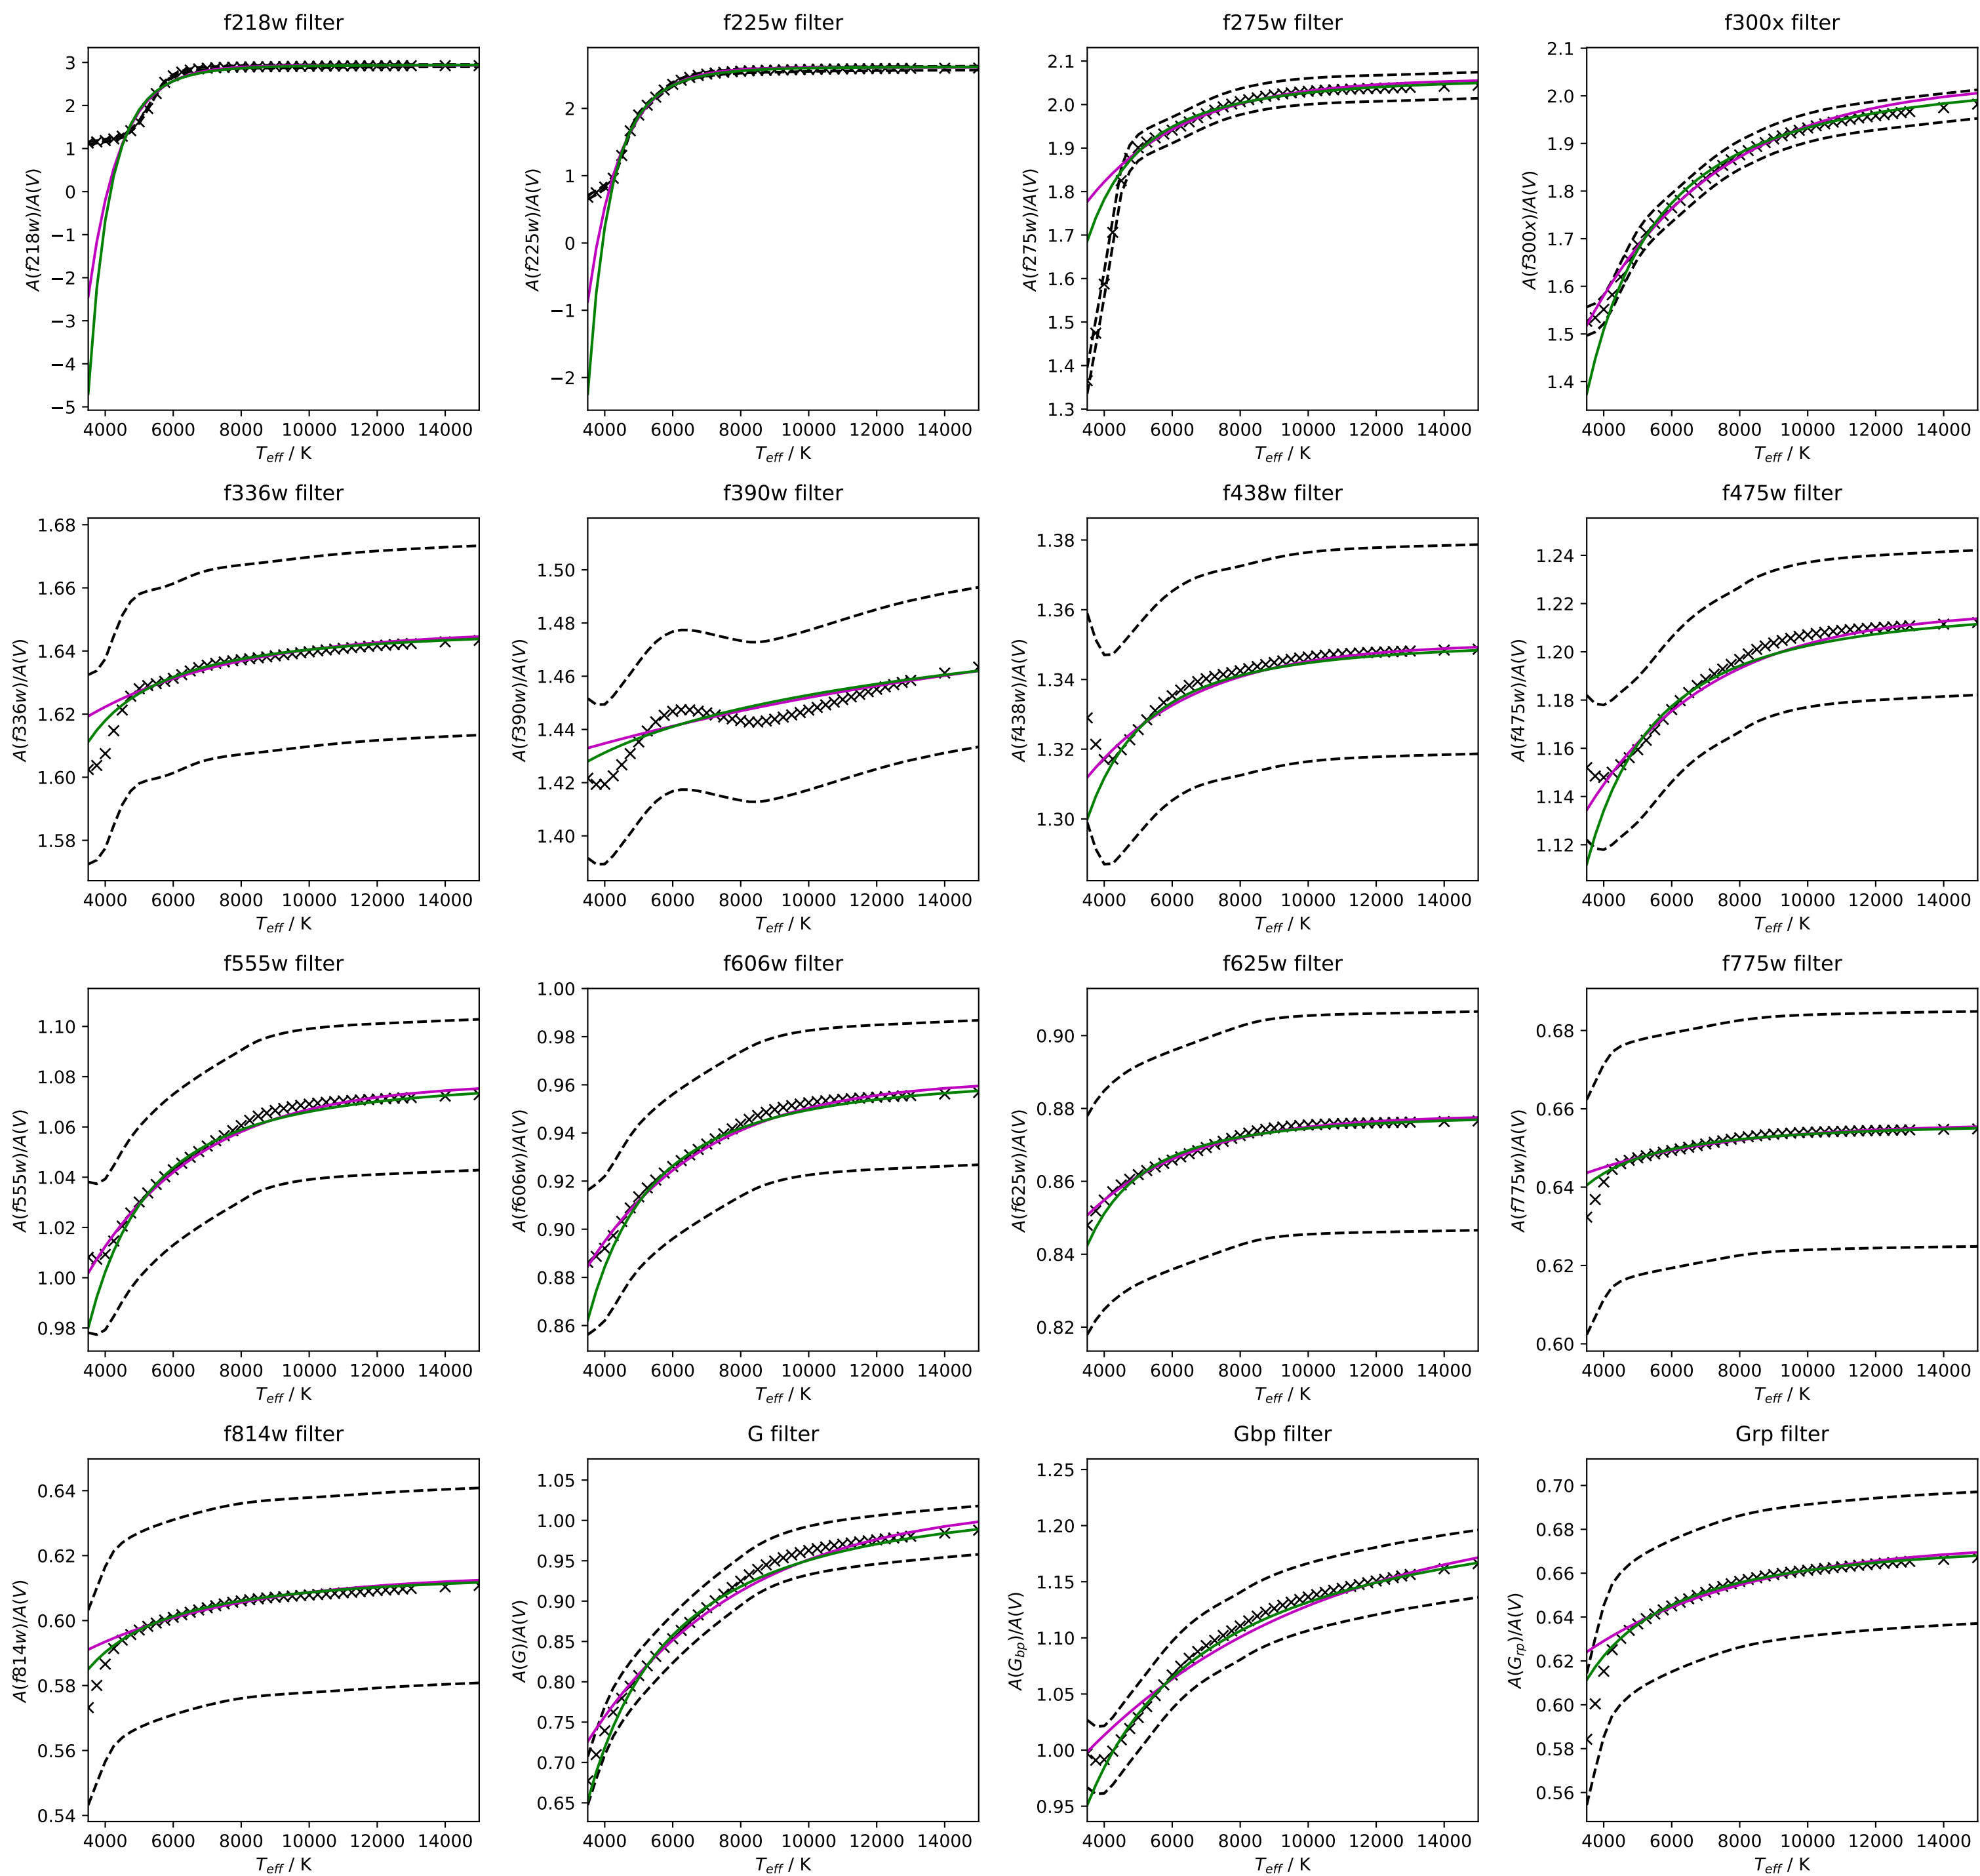 f218w filter
f225w filter
f275w filter
f300x filter
3
2
1
0
−1
−2
−3
−4
−5
A(f218w)/A(V)
4000 6000 8000 10000 12000 14000
T_eff / K
2
1
0
−1
−2
A(f225w)/A(V)
4000 6000 8000 10000 12000 14000
T_eff / K
2.1
2.0
1.9
1.8
1.7
1.6
1.5
1.4
1.3
A(f275w)/A(V)
4000 6000 8000 10000 12000 14000
T_eff / K
2.1
2.0
1.9
1.8
1.7
1.6
1.5
1.4
A(f300x)/A(V)
4000 6000 8000 10000 12000 14000
T_eff / K
f336w filter
f390w filter
f438w filter
f475w filter
1.68
1.66
1.64
1.62
1.60
1.58
A(f336w)/A(V)
4000 6000 8000 10000 12000 14000
T_eff / K
1.50
1.48
1.46
1.44
1.42
1.40
A(f390w)/A(V)
4000 6000 8000 10000 12000 14000
T_eff / K
1.38
1.36
1.34
1.32
1.30
A(f438w)/A(V)
4000 6000 8000 10000 12000 14000
T_eff / K
1.24
1.22
1.20
1.18
1.16
1.14
1.12
A(f475w)/A(V)
4000 6000 8000 10000 12000 14000
T_eff / K
f555w filter
f606w filter
f625w filter
f775w filter
1.10
1.08
1.06
1.04
1.02
1.00
0.98
A(f555w)/A(V)
4000 6000 8000 10000 12000 14000
T_eff / K
1.00
0.98
0.96
0.94
0.92
0.90
0.88
0.86
A(f606w)/A(V)
4000 6000 8000 10000 12000 14000
T_eff / K
0.90
0.88
0.86
0.84
0.82
A(f625w)/A(V)
4000 6000 8000 10000 12000 14000
T_eff / K
0.68
0.66
0.64
0.62
0.60
A(f775w)/A(V)
4000 6000 8000 10000 12000 14000
T_eff / K
f814w filter
G filter
Gbp filter
Grp filter
0.64
0.62
0.60
0.58
0.56
0.54
A(f814w)/A(V)
4000 6000 8000 10000 12000 14000
T_eff / K
1.05
1.00
0.95
0.90
0.85
0.80
0.75
0.70
0.65
A(G)/A(V)
4000 6000 8000 10000 12000 14000
T_eff / K
1.25
1.20
1.15
1.10
1.05
1.00
0.95
A(G_bp)/A(V)
4000 6000 8000 10000 12000 14000
T_eff / K
0.70
0.68
0.66
0.64
0.62
0.60
0.58
0.56
A(G_rp)/A(V)
4000 6000 8000 10000 12000 14000
T_eff / K